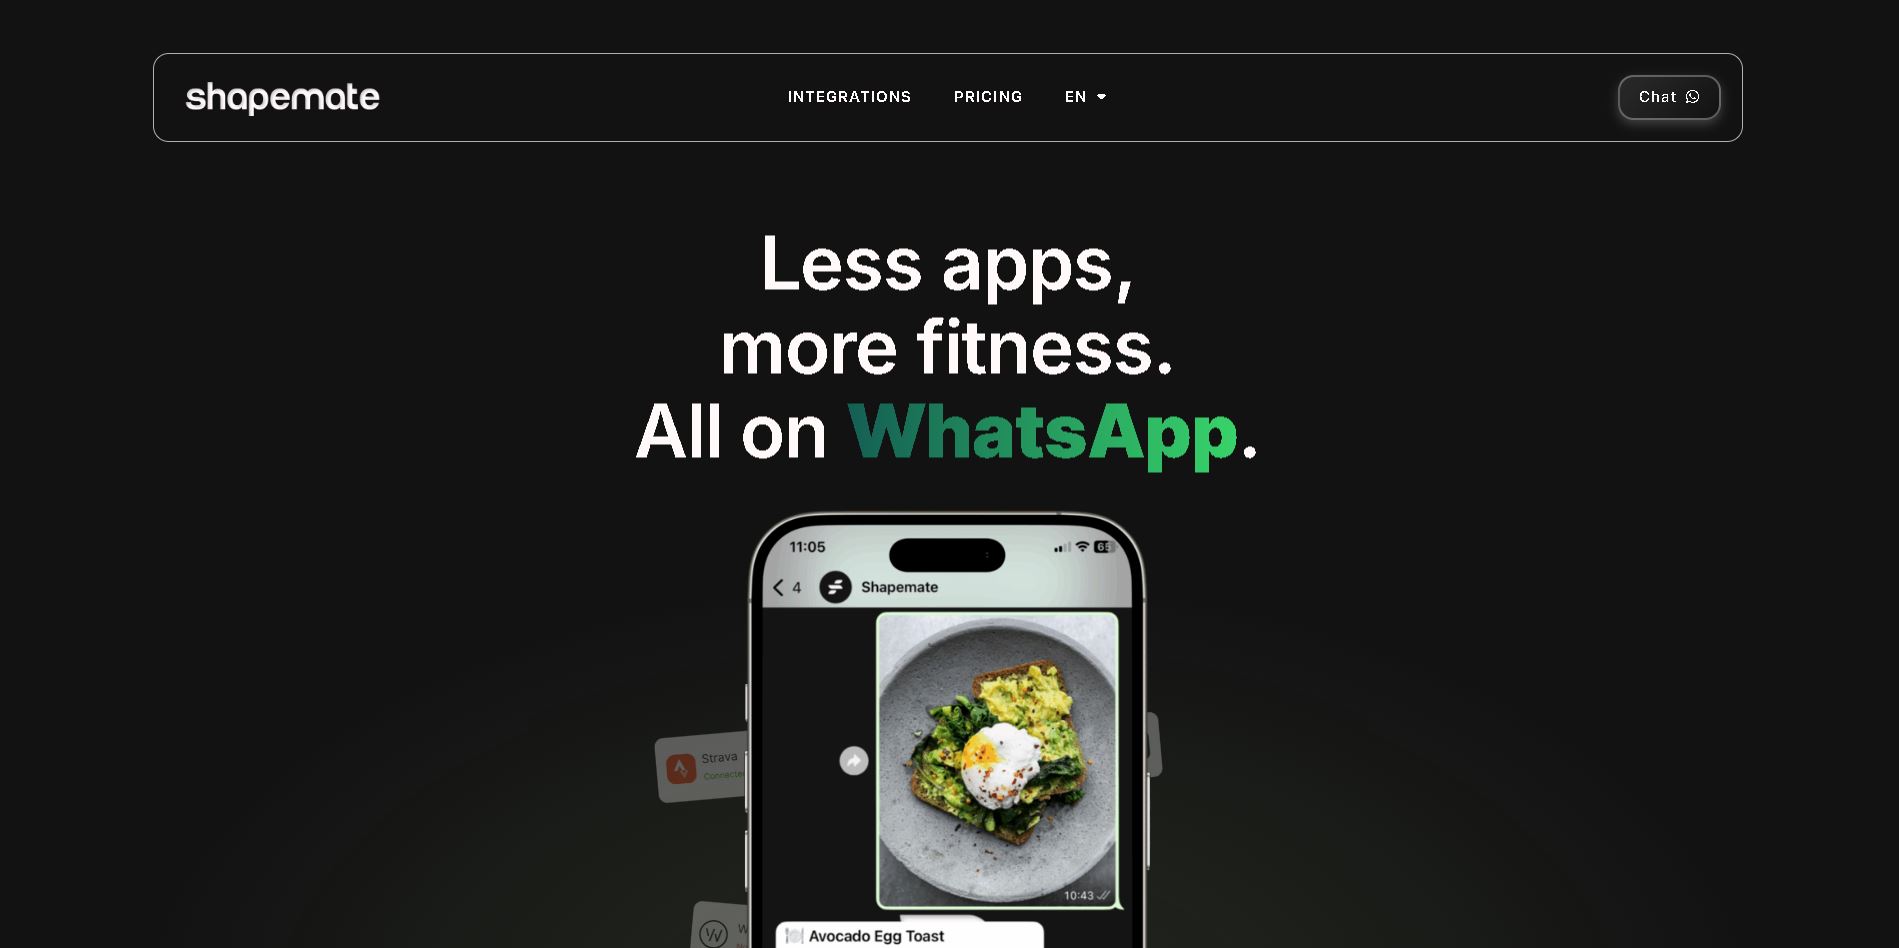 shapemate
INTEGRATIONS PRICING EN
Chat
Less apps,
more fitness.
All on WhatsApp.
11:05
65
4 Shapemate
Strava
Connected
10:43
W
Avocado Egg Toast